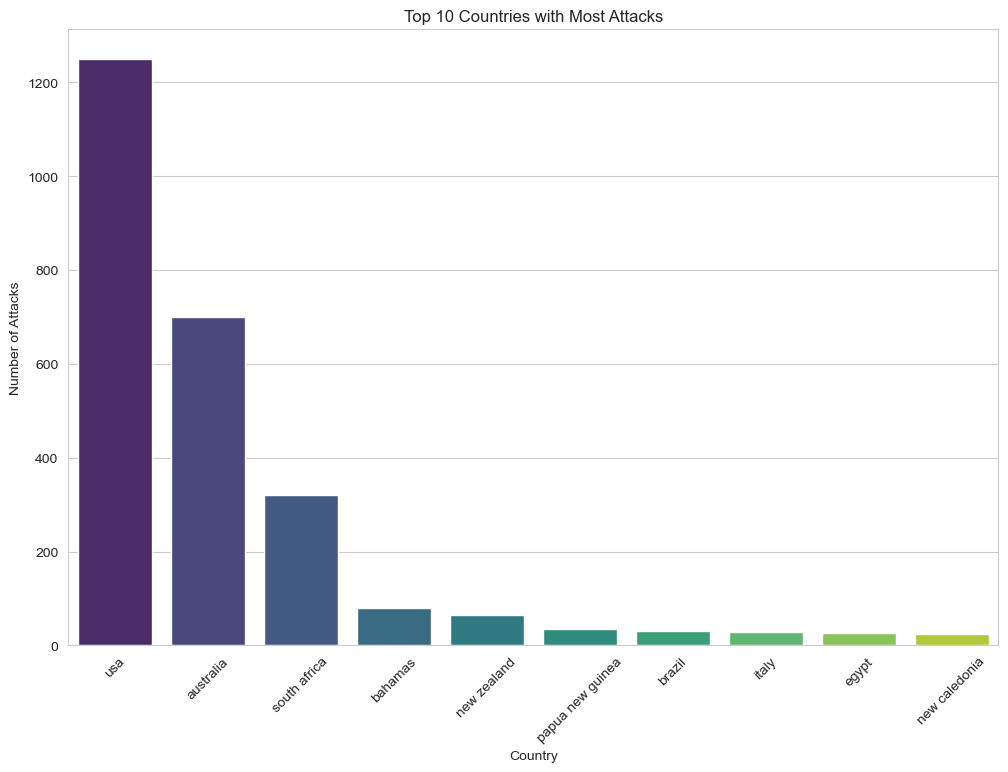 Top 10 Countries with Most Attacks
Number of Attacks
1200
1000
800
600
400
200
0
usa
australia
south africa
bahamas
new zealand
papua new guinea
brazil
italy
egypt
new caledonia
Country